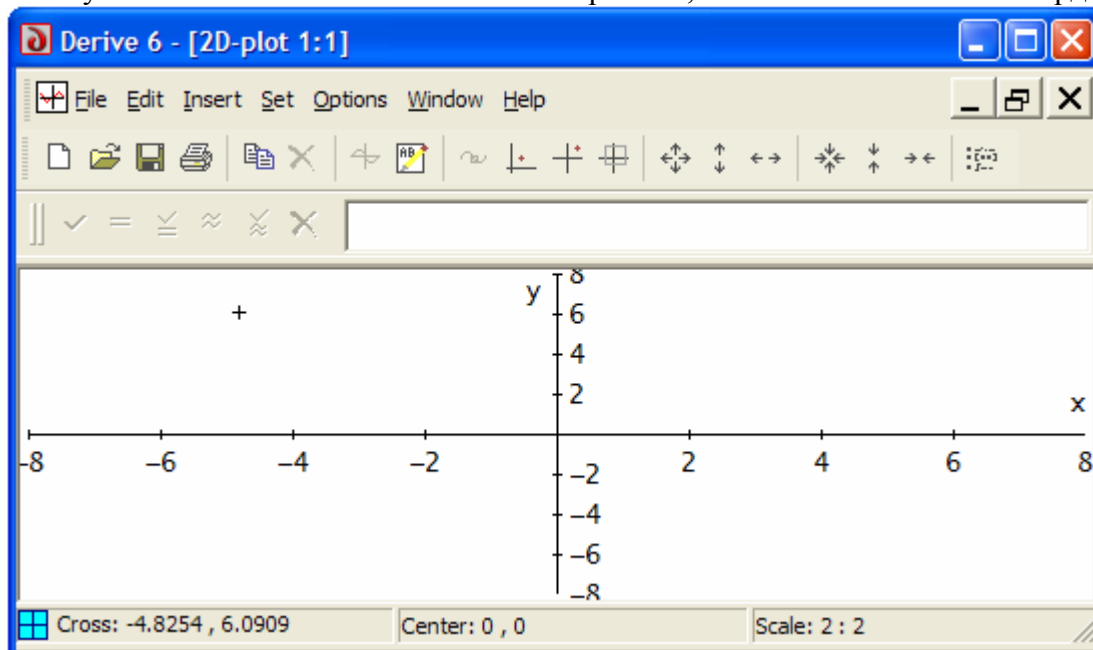 Derive 6 - [2D-plot 1:1]
File Edit Insert Set Options Window Help
y
8
6
4
2
x
-8 -6 -4 -2 2 4 6 8
-2
-4
-6
-8
Cross: -4.8254 , 6.0909 Center: 0 , 0 Scale: 2 : 2